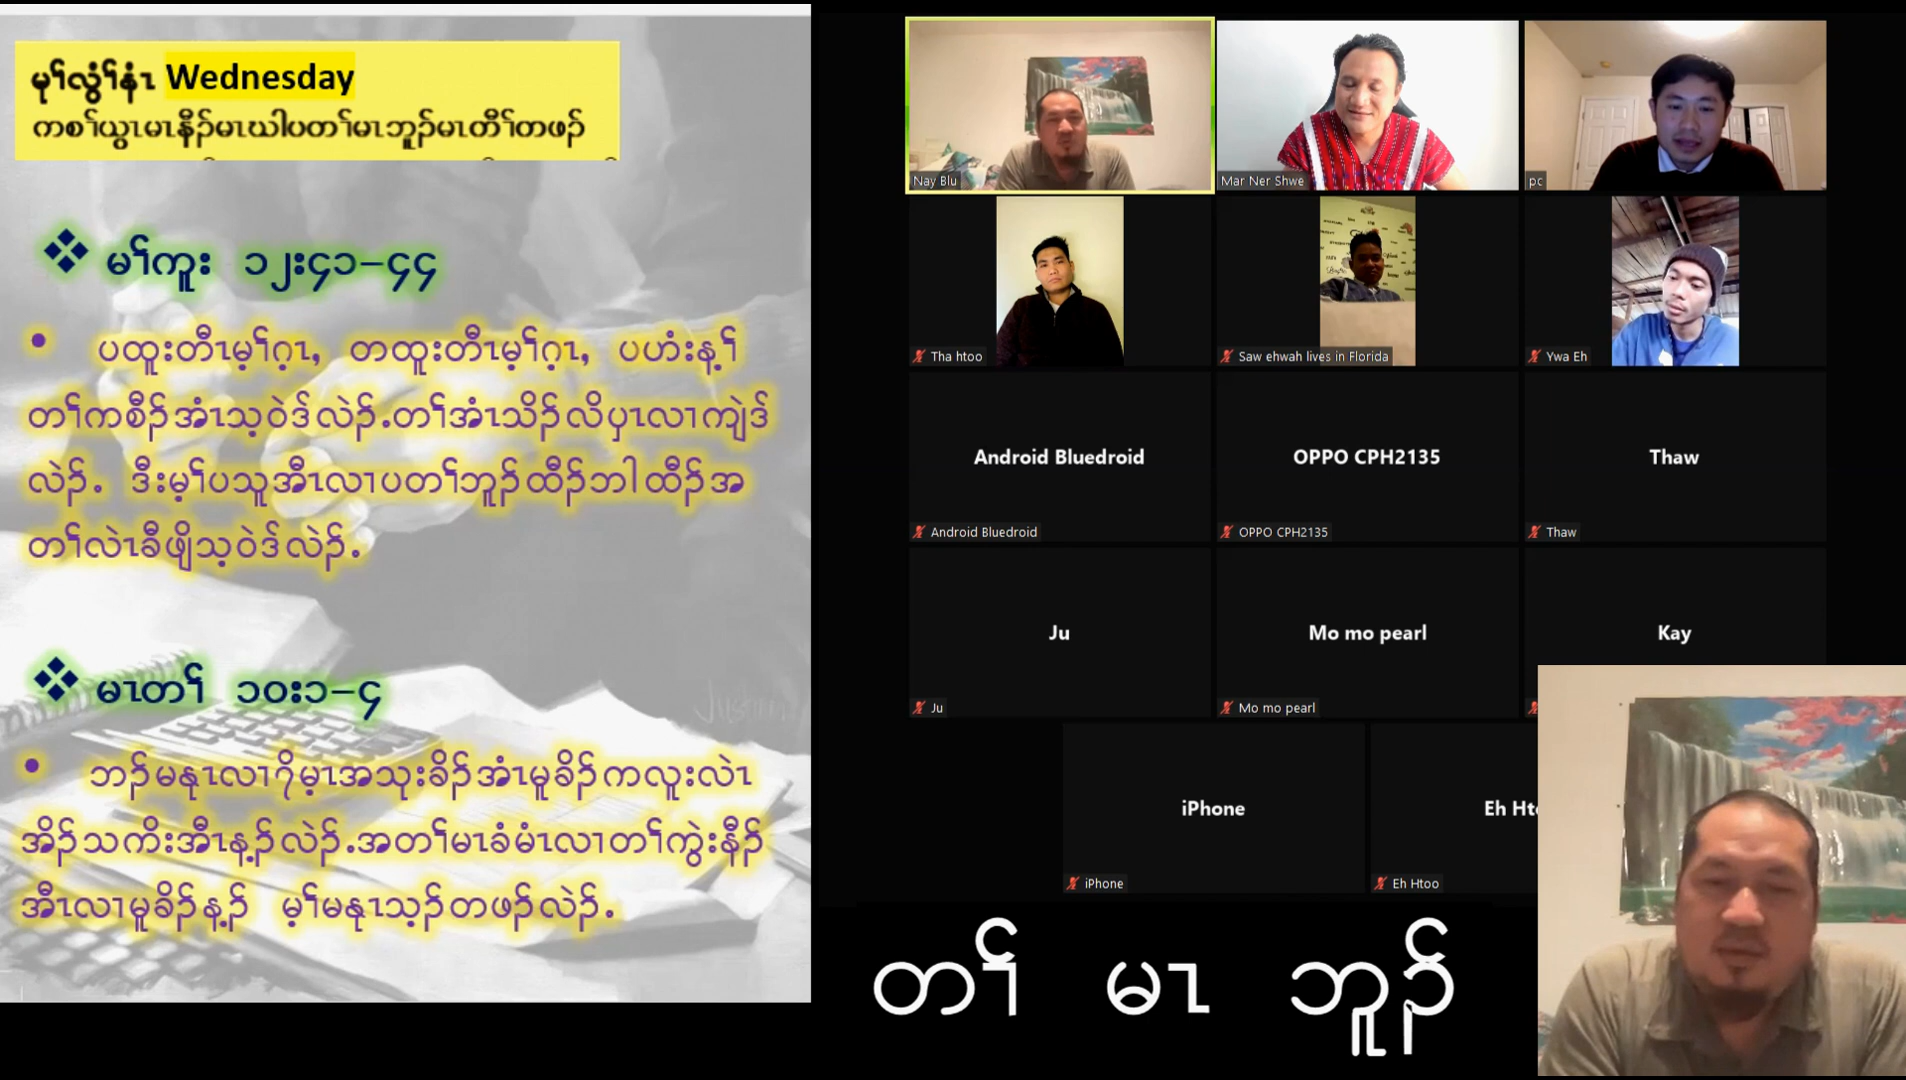 မုၢ်လွံၢ်နံၤ Wednesday
ကစၢ်ယွၤမၤနီၣ်မၤဃါပတၢ်မၤဘူၣ်မၤတီၢ်တဖၣ်
❖ မၢ်ကူး ၁၂း၄၁–၄၄
• ပထူးတီၤမ့ၢ်ဂ့ၤ, တထူးတီၤမ့ၢ်ဂ့ၤ, ပဟံးန့ၢ်
တၢ်ကစီၣ်အံၤသ့ဝဲဒ်လဲၣ်.တၢ်အံၤသိၣ်လိပှၤလၢကျဲဒ်
လဲၣ်. ဒီးမ့ၢ်ပသူအီၤလၢပတၢ်ဘူၣ်ထီၣ်ဘါထီၣ်အ
တၢ်လဲၤခီဖျိသ့ဝဲဒ်လဲၣ်.
❖ မၤတၢ် ၁၀း၁–၄
• ဘၣ်မနုၤလၢႁိမ့ၤအသုးခိၣ်အံၤမူခိၣ်ကလူးလဲၤ
အိၣ်သကိးအီၤန့ၣ်လဲၣ်.အတၢ်မၤခံမံၤလၢတၢ်ကွဲးနီၣ်
အီၤလၢမူခိၣ်န့ၣ် မ့ၢ်မနုၤသ့ၣ်တဖၣ်လဲၣ်.
Justin
Nay Blu
Mar Ner Shwe
pc
Tha htoo
Saw ehwah lives in Florida
Ywa Eh
Android Bluedroid
OPPO CPH2135
Thaw
Android Bluedroid
OPPO CPH2135
Thaw
Ju
Mo mo pearl
Kay
Ju
Mo mo pearl
iPhone
Eh Hto
iPhone
Eh Htoo
တၢ် မၤ ဘူၣ်